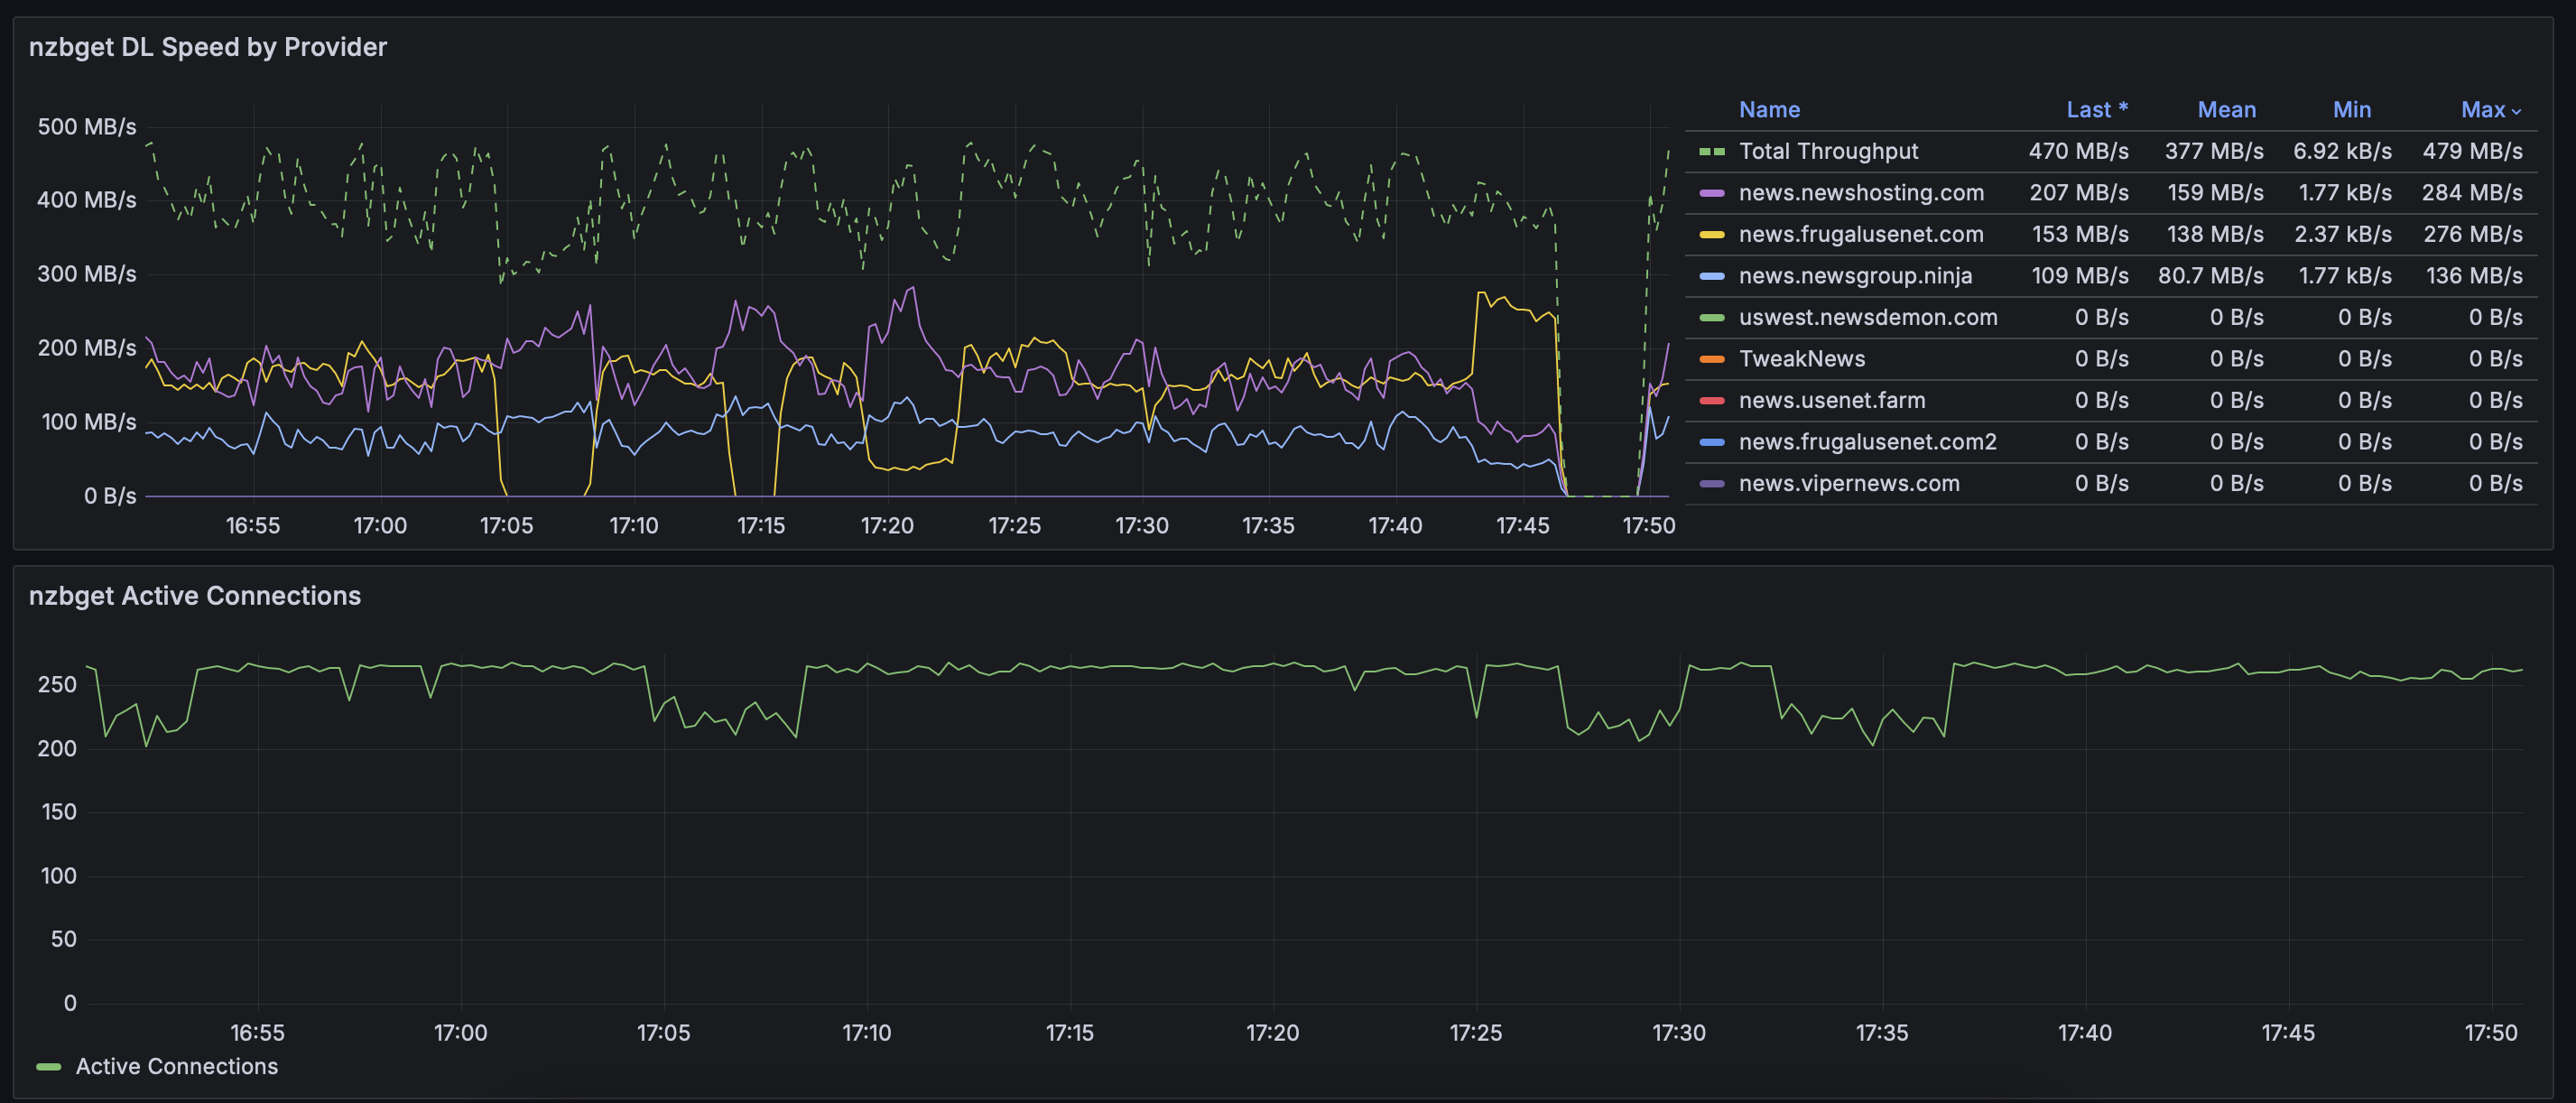 nzbget DL Speed by Provider
500 MB/s
400 MB/s
300 MB/s
200 MB/s
100 MB/s
0 B/s
16:55 17:00 17:05 17:10 17:15 17:20 17:25 17:30 17:35 17:40 17:45 17:50
Name Last * Mean Min Max
Total Throughput 470 MB/s 377 MB/s 6.92 kB/s 479 MB/s
news.newshosting.com 207 MB/s 159 MB/s 1.77 kB/s 284 MB/s
news.frugalusenet.com 153 MB/s 138 MB/s 2.37 kB/s 276 MB/s
news.newsgroup.ninja 109 MB/s 80.7 MB/s 1.77 kB/s 136 MB/s
uswest.newsdemon.com 0 B/s 0 B/s 0 B/s 0 B/s
TweakNews 0 B/s 0 B/s 0 B/s 0 B/s
news.usenet.farm 0 B/s 0 B/s 0 B/s 0 B/s
news.frugalusenet.com2 0 B/s 0 B/s 0 B/s 0 B/s
news.vipernews.com 0 B/s 0 B/s 0 B/s 0 B/s
nzbget Active Connections
250
200
150
100
50
0
16:55 17:00 17:05 17:10 17:15 17:20 17:25 17:30 17:35 17:40 17:45 17:50
Active Connections